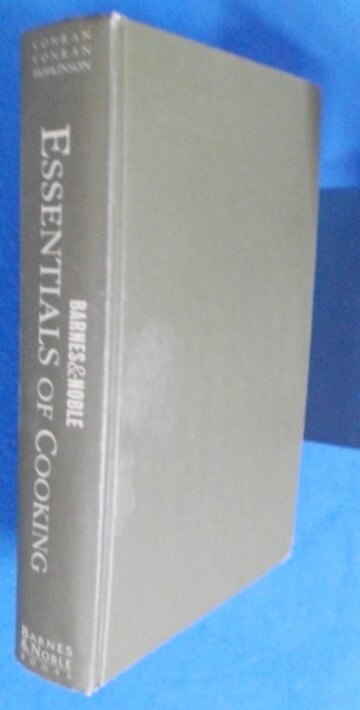 CONRAN
CONRAN
HOPKINSON
BARNES&NOBLE
ESSENTIALS OF COOKING
BARNES
&NOBLE
BOOKS